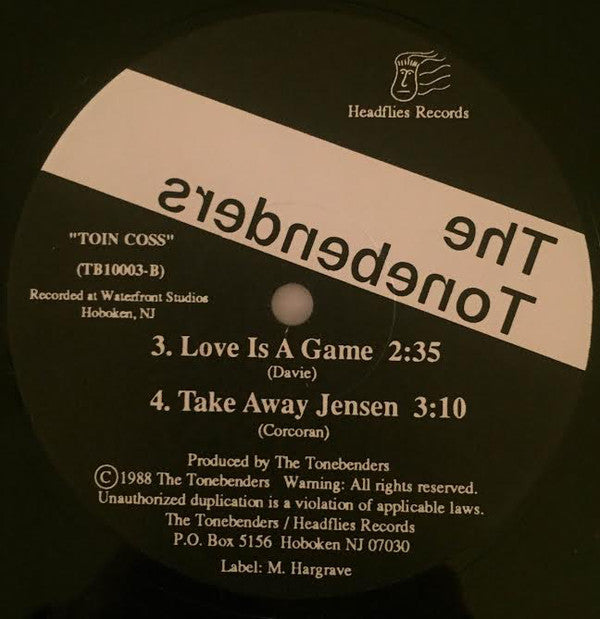 Headflies Records
The
Tonebenders
"TOIN COSS"
(TB10003-B)
Recorded at Waterfront Studios
Hoboken, NJ
3. Love Is A Game 2:35
(Davie)
4. Take Away Jensen 3:10
(Corcoran)
Produced by The Tonebenders
©1988 The Tonebenders Warning: All rights reserved.
Unauthorized duplication is a violation of applicable laws.
The Tonebenders / Headflies Records
P.O. Box 5156 Hoboken NJ 07030
Label: M. Hargrave